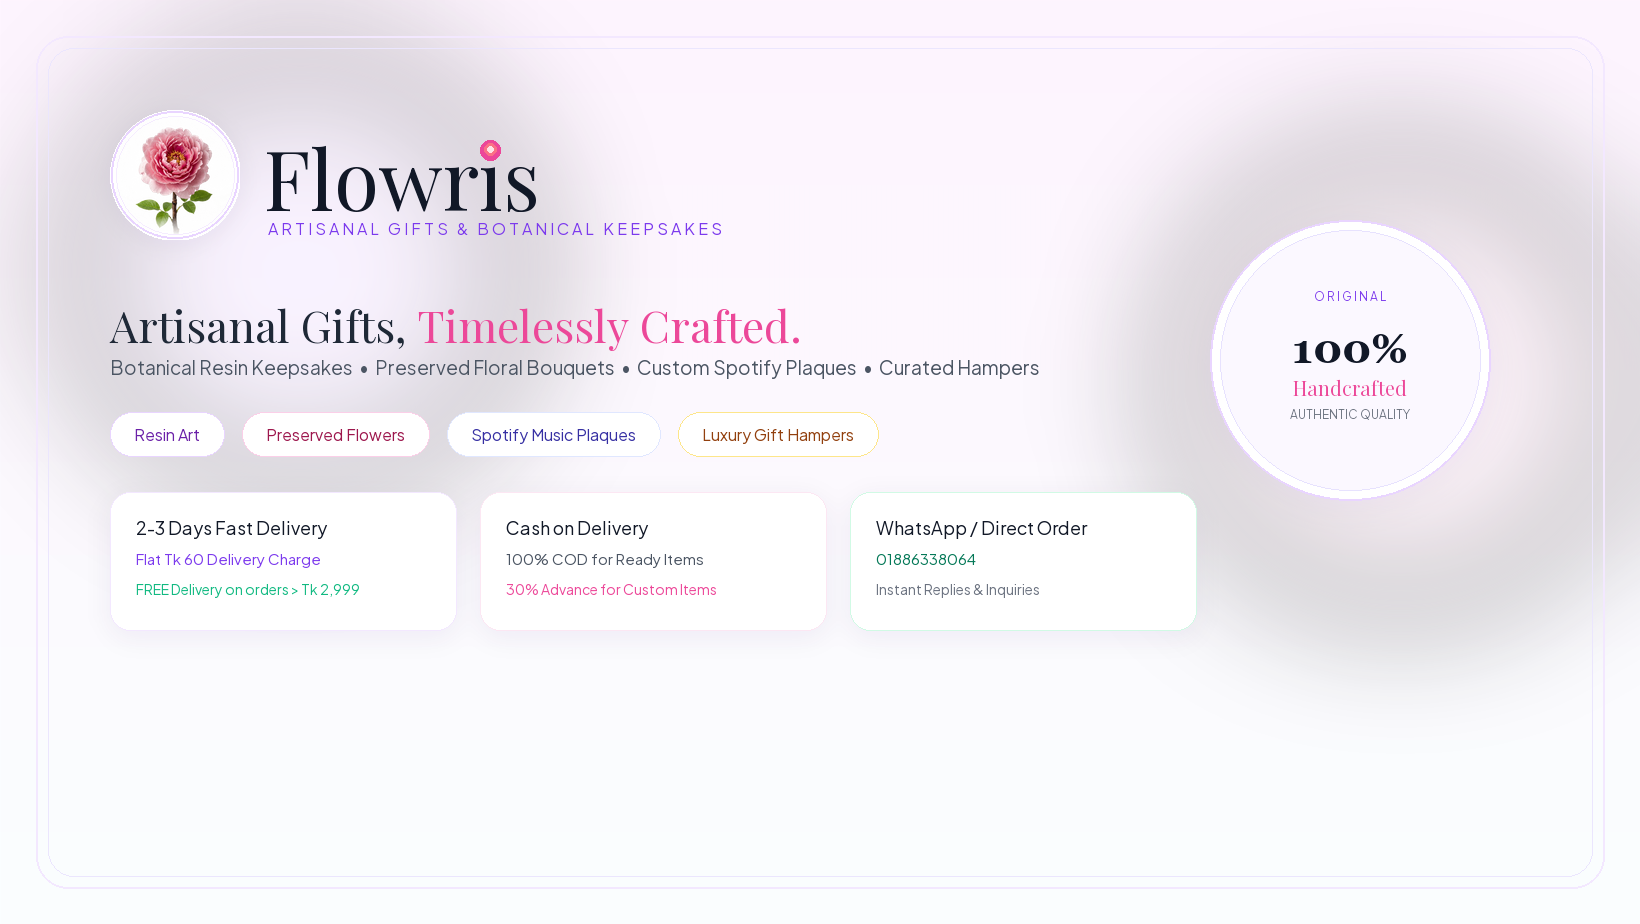 Flowris
ARTISANAL GIFTS & BOTANICAL KEEPSAKES
Artisanal Gifts, Timelessly Crafted.
Botanical Resin Keepsakes • Preserved Floral Bouquets • Custom Spotify Plaques • Curated Hampers
Resin Art
Preserved Flowers
Spotify Music Plaques
Luxury Gift Hampers
2-3 Days Fast Delivery
Flat Tk 60 Delivery Charge
FREE Delivery on orders > Tk 2,999
Cash on Delivery
100% COD for Ready Items
30% Advance for Custom Items
WhatsApp / Direct Order
01886338064
Instant Replies & Inquiries
ORIGINAL
100%
Handcrafted
AUTHENTIC QUALITY